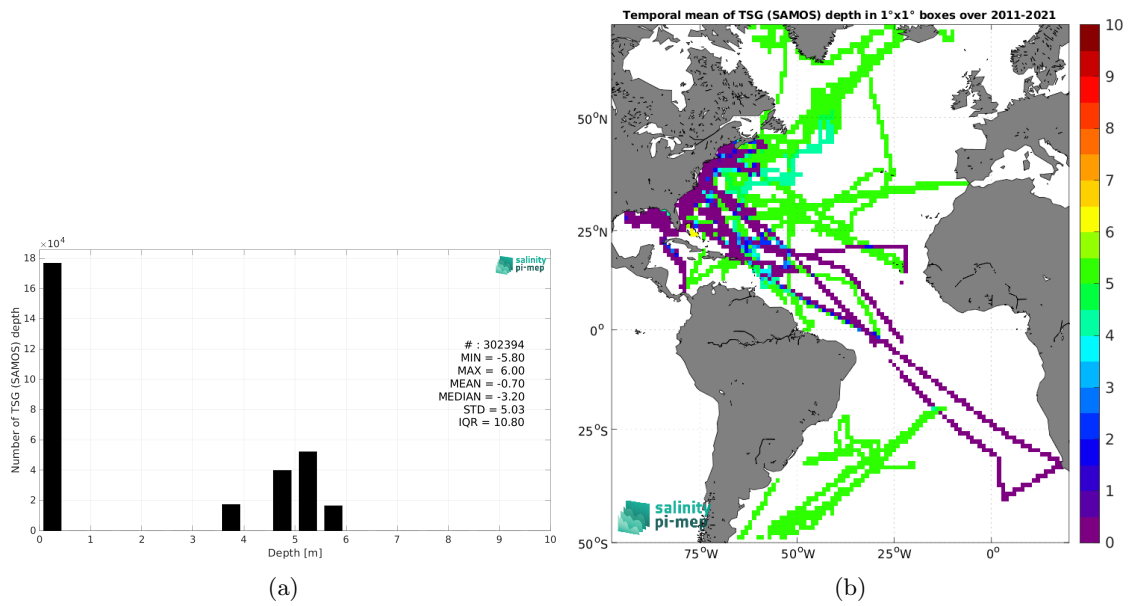 ×10⁴
18
16
14
12
10
8
6
4
2
0
Number of TSG (SAMOS) depth
salinity
pi-mep
# : 302394
MIN = -5.80
MAX = 6.00
MEAN = -0.70
MEDIAN = -3.20
STD = 5.03
IQR = 10.80
0 1 2 3 4 5 6 7 8 9 10
Depth [m]
(a)
Temporal mean of TSG (SAMOS) depth in 1°x1° boxes over 2011-2021
50°N
25°N
0°
25°S
50°S
75°W 50°W 25°W 0°
salinity
pi-mep
10
9
8
7
6
5
4
3
2
1
0
(b)